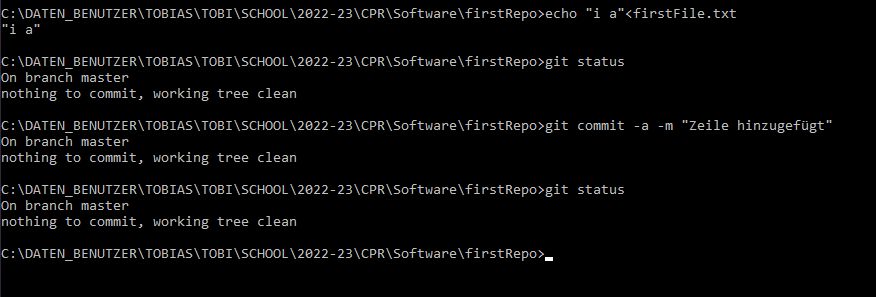 C:\DATEN_BENUTZER\TOBIAS\TOBI\SCHOOL\2022-23\CPR\Software\firstRepo>echo "i a"<firstFile.txt
"i a"
C:\DATEN_BENUTZER\TOBIAS\TOBI\SCHOOL\2022-23\CPR\Software\firstRepo>git status
On branch master
nothing to commit, working tree clean
C:\DATEN_BENUTZER\TOBIAS\TOBI\SCHOOL\2022-23\CPR\Software\firstRepo>git commit -a -m "Zeile hinzugefügt"
On branch master
nothing to commit, working tree clean
C:\DATEN_BENUTZER\TOBIAS\TOBI\SCHOOL\2022-23\CPR\Software\firstRepo>git status
On branch master
nothing to commit, working tree clean
C:\DATEN_BENUTZER\TOBIAS\TOBI\SCHOOL\2022-23\CPR\Software\firstRepo>